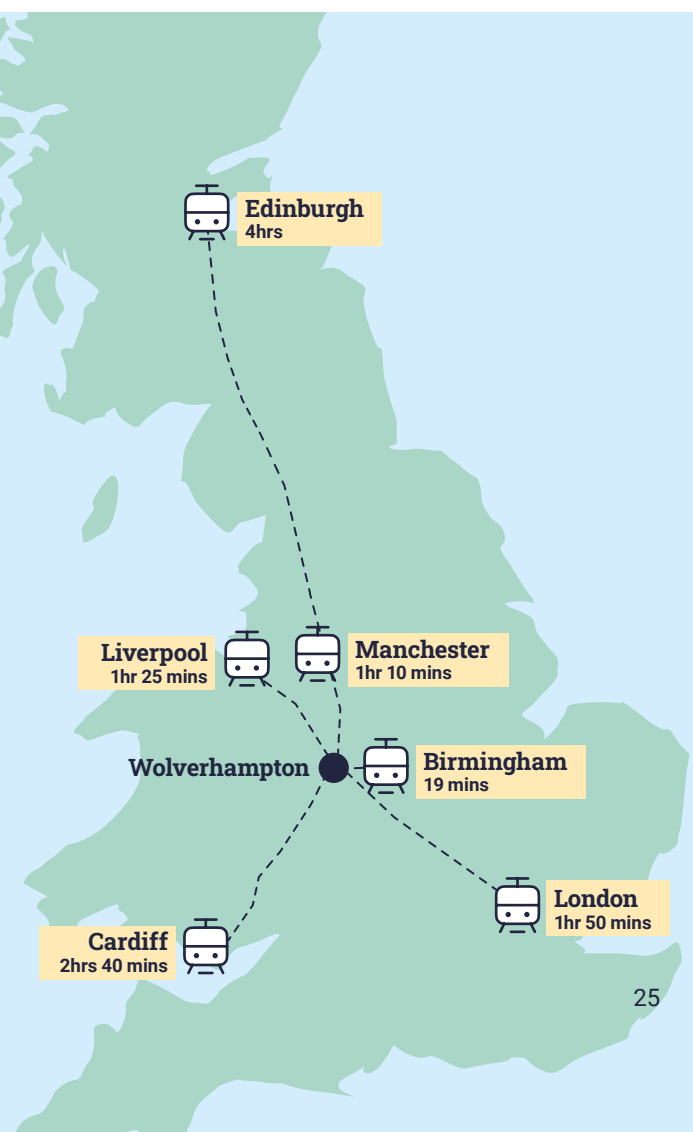 Edinburgh
4hrs
Liverpool
1hr 25 mins
Manchester
1hr 10 mins
Wolverhampton
Birmingham
19 mins
London
1hr 50 mins
Cardiff
2hrs 40 mins
25